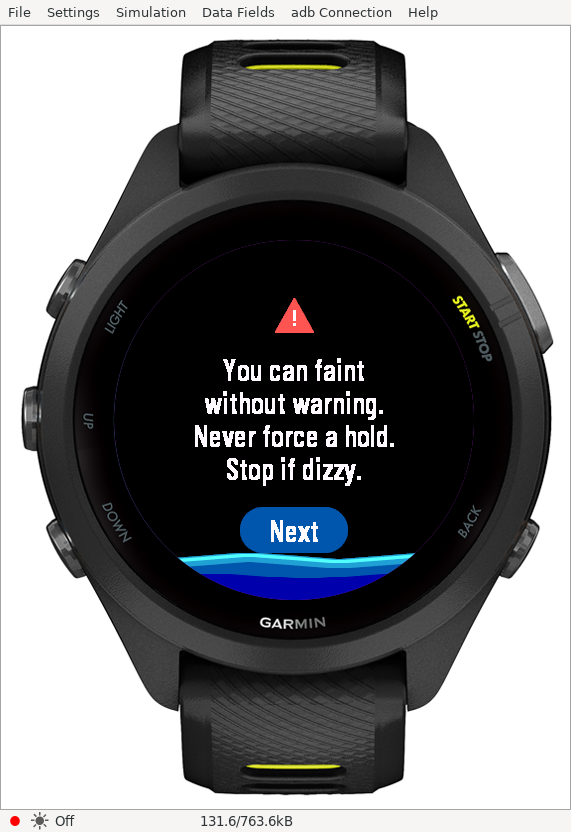 File Settings Simulation Data Fields adb Connection Help
START STOP
LIGHT
!
You can faint
without warning.
Never force a hold.
Stop if dizzy.
UP
DOWN
BACK
Next
GARMIN
Off 131.6/763.6kB